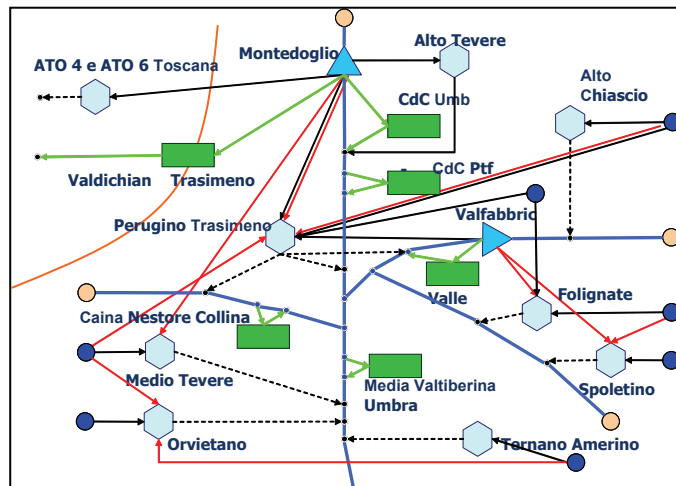 Montedoglio
Alto Tevere
ATO 4 e ATO 6 Toscana
Alto
Chiascio
CdC Umb
CdC Ptf
Valdichian
Trasimeno
Perugino Trasimeno
Valfabbric
Valle
Folignate
Caina Nestore Collina
Medio Tevere
Media Valtiberina
Umbra
Spoletino
Orvietano
Ternano Amerino